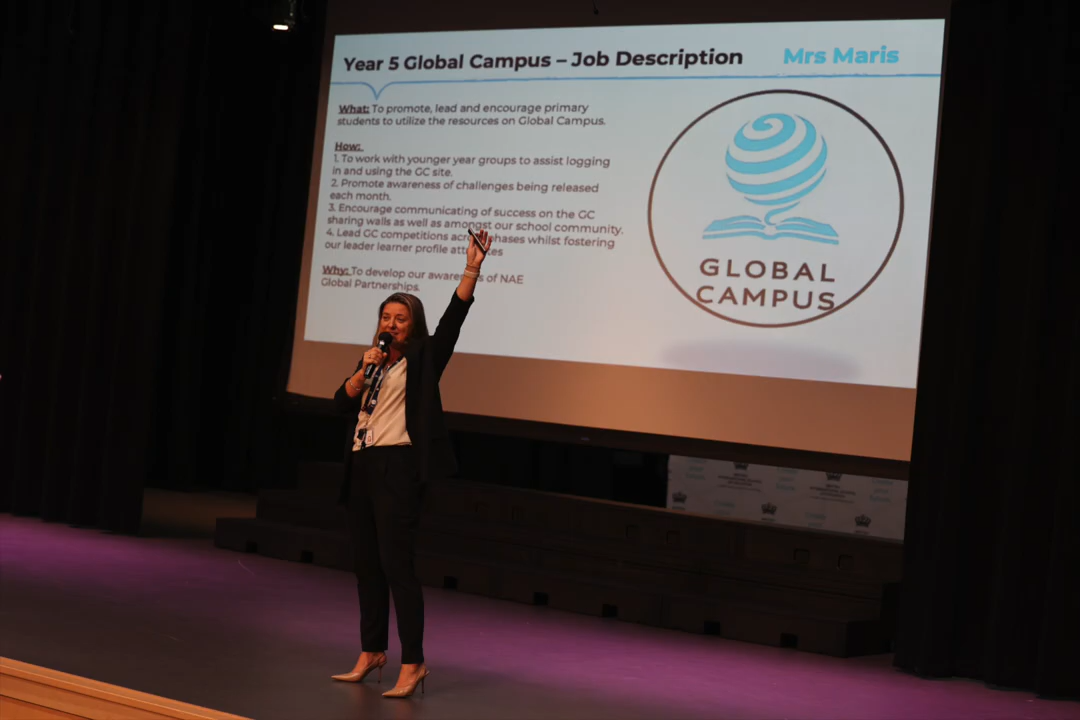 Year 5 Global Campus – Job Description
Mrs Maris
What: To promote, lead and encourage primary
students to utilize the resources on Global Campus.
How:
1. To work with younger year groups to assist logging
in and using the GC site.
2. Promote awareness of challenges being released
each month.
3. Encourage communicating of success on the GC
sharing walls as well as amongst our school community.
4. Lead GC competitions across phases whilst fostering
our leader learner profile attributes
Why: To develop our awareness of NAE
Global Partnerships.
GLOBAL
CAMPUS